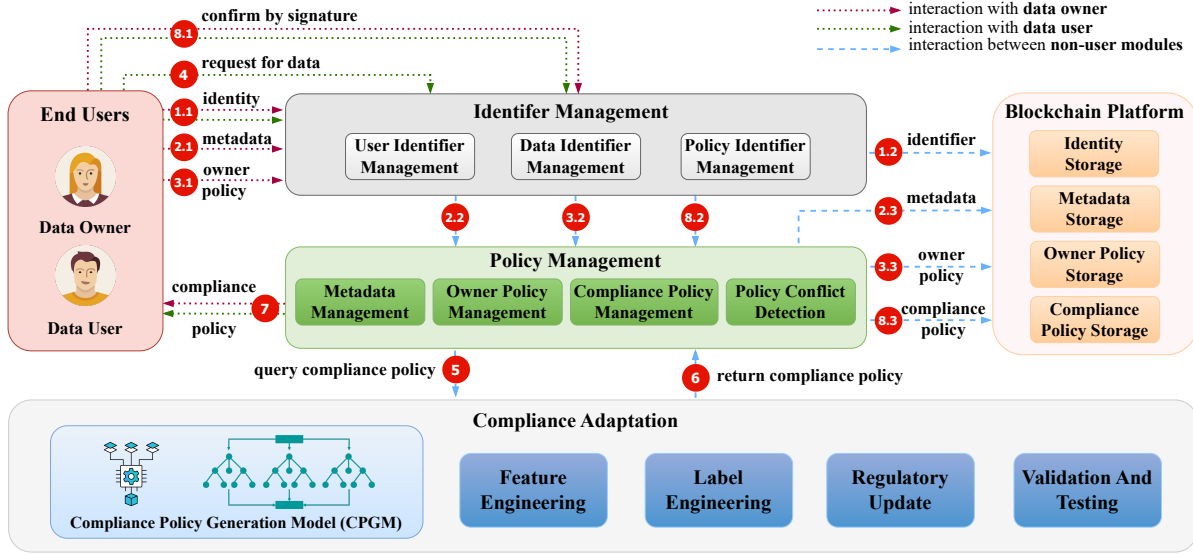 confirm by signature
8.1
request for data
4
interaction with data owner
interaction with data user
interaction between non-user modules
End Users
Data Owner
Data User
1.1
identity
2.1
metadata
3.1
owner
policy
Identifer Management
User Identifier
Management
Data Identifier
Management
Policy Identifier
Management
1.2
identifier
2.2
3.2
8.2
2.3
metadata
Blockchain Platform
Identity
Storage
Metadata
Storage
Owner Policy
Storage
Compliance
Policy Storage
Policy Management
Metadata
Management
Owner Policy
Management
Compliance Policy
Management
Policy Conflict
Detection
3.3
owner
policy
8.3
compliance
policy
compliance
7
policy
query compliance policy
5
6
return compliance policy
Compliance Adaptation
Compliance Policy Generation Model (CPGM)
Feature
Engineering
Label
Engineering
Regulatory
Update
Validation And
Testing